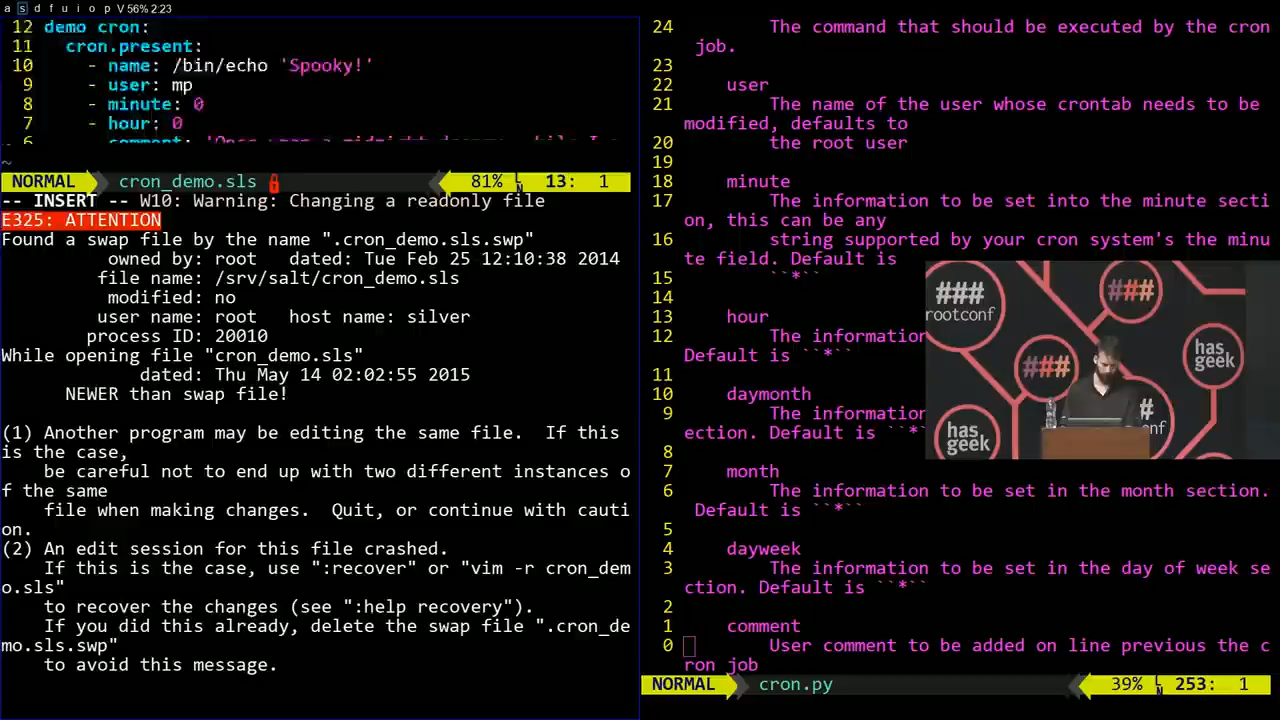 a s d f u i o p V 56% 2:23
12 demo cron:
11 cron.present:
10 - name: /bin/echo 'Spooky!'
9 - user: mp
8 - minute: 0
7 - hour: 0
6 comment: 'Once upon a midnight dreary, while I
~
NORMAL cron_demo.sls 81% 13: 1
-- INSERT -- W10: Warning: Changing a readonly file
E325: ATTENTION
Found a swap file by the name ".cron_demo.sls.swp"
owned by: root dated: Tue Feb 25 12:10:38 2014
file name: /srv/salt/cron_demo.sls
modified: no
user name: root host name: silver
process ID: 20010
While opening file "cron_demo.sls"
dated: Thu May 14 02:02:55 2015
NEWER than swap file!
(1) Another program may be editing the same file. If this
is the case,
be careful not to end up with two different instances o
f the same
file when making changes. Quit, or continue with cauti
on.
(2) An edit session for this file crashed.
If this is the case, use ":recover" or "vim -r cron_dem
o.sls"
to recover the changes (see ":help recovery").
If you did this already, delete the swap file ".cron_de
mo.sls.swp"
to avoid this message.
24 The command that should be executed by the cron
job.
23
22 user
21 The name of the user whose crontab needs to be
modified, defaults to
20 the root user
19
18 minute
17 The information to be set into the minute secti
on, this can be any
16 string supported by your cron system's the minu
te field. Default is
15 ``*``
14
13 hour
12 The information
Default is ``*``
11
10 daymonth
9 The information
ection. Default is ``*``
8
7 month
6 The information to be set in the month section.
Default is ``*``
5
4 dayweek
3 The information to be set in the day of week se
ction. Default is ``*``
2
1 comment
0 User comment to be added on line previous the c
ron job
NORMAL cron.py 39% 253: 1
###
rootconf
###
has
geek
###
#
nf
has
geek